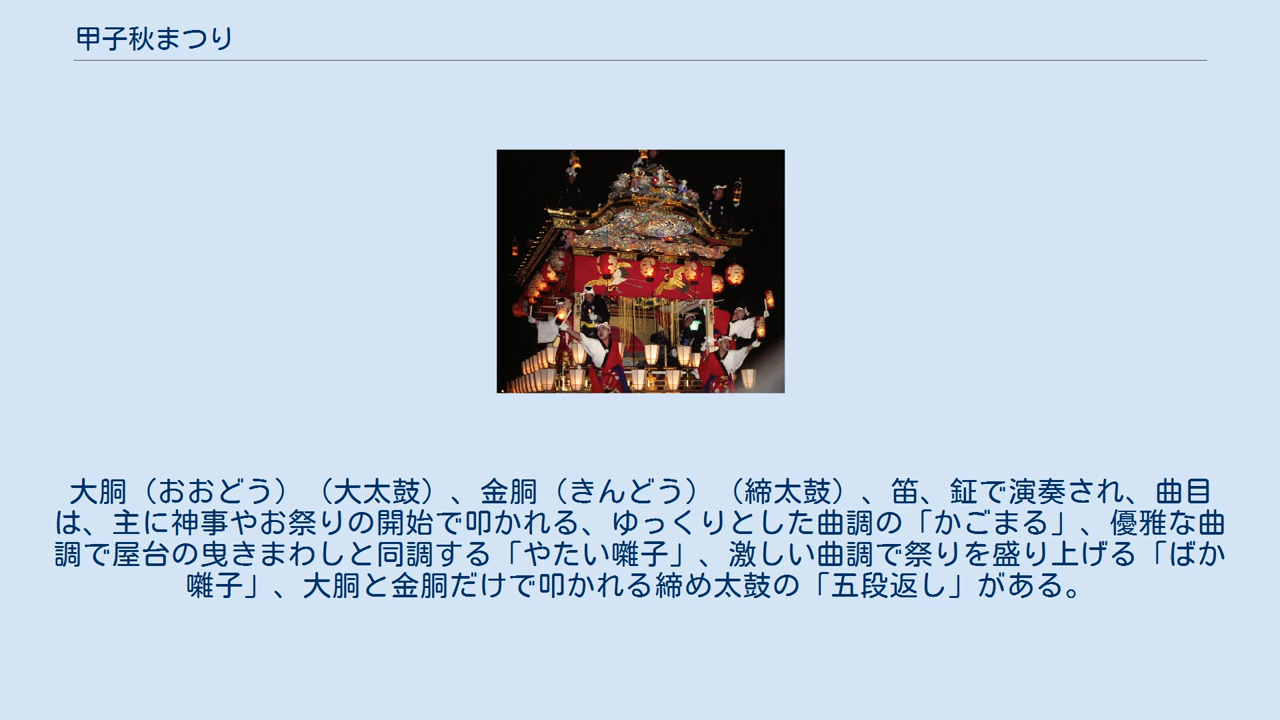 甲子秋まつり
大胴（おおどう）（大太鼓）、金胴（きんどう）（締太鼓）、笛、鉦で演奏され、曲目
は、主に神事やお祭りの開始で叩かれる、ゆっくりとした曲調の「かごまる」、優雅な曲
調で屋台の曳きまわしと同調する「やたい囃子」、激しい曲調で祭りを盛り上げる「ばか
囃子」、大胴と金胴だけで叩かれる締め太鼓の「五段返し」がある。